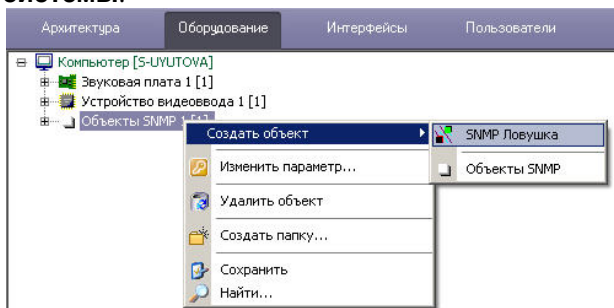 системы.
Архитектура Оборудование Интерфейсы Пользователи
Компьютер [S-UYUTOVA]
Звуковая плата 1 [1]
Устройство видеоввода 1 [1]
Объекты SNMP 1 [1]
Создать объект
SNMP Ловушка
Изменить параметр...
Объекты SNMP
Удалить объект
Создать папку...
Сохранить
Найти...